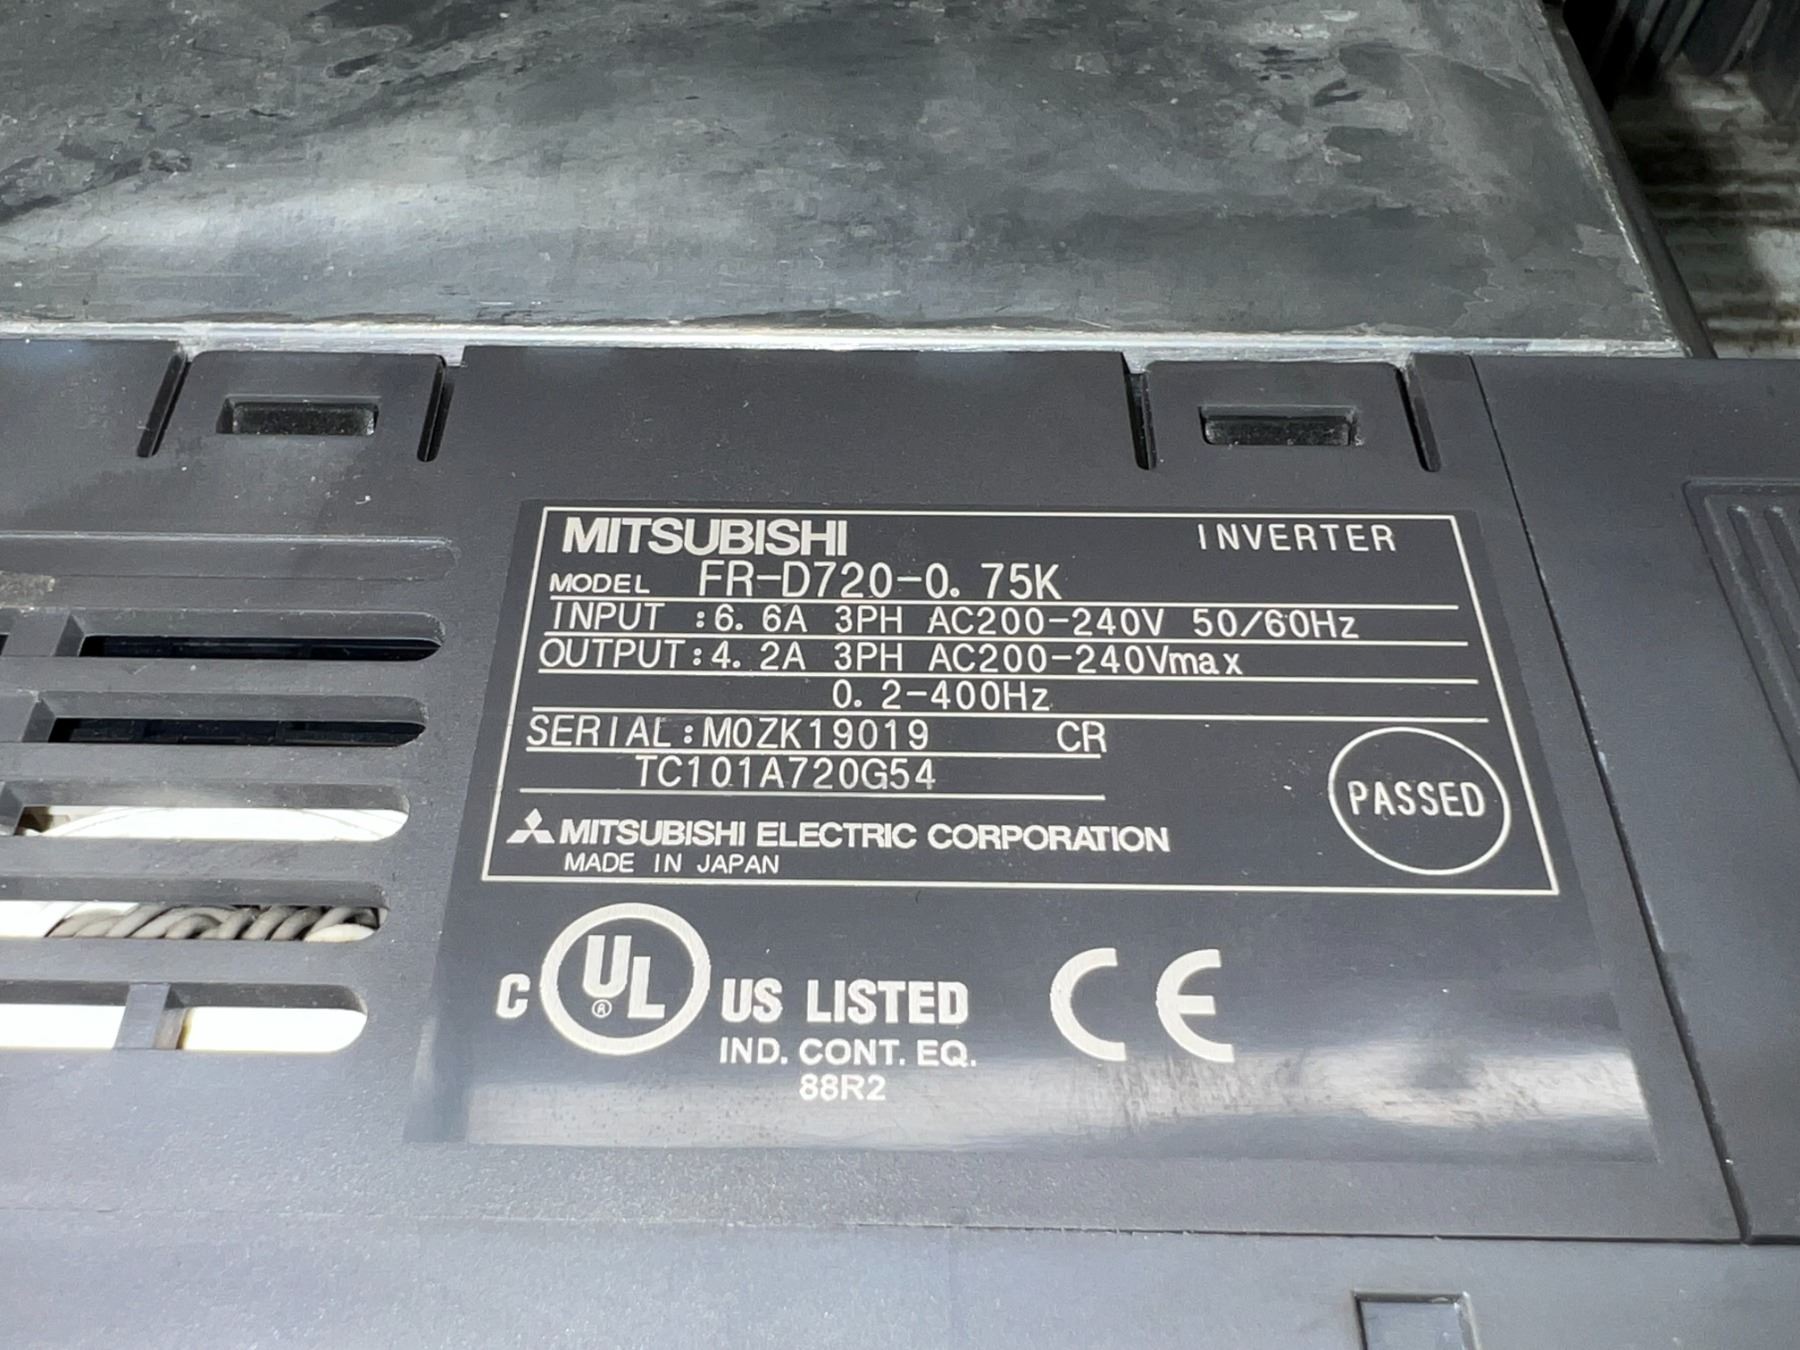 MITSUBISHI INVERTER
MODEL FR-D720-0.75K
INPUT :6.6A 3PH AC200-240V 50/60Hz
OUTPUT:4.2A 3PH AC200-240Vmax
0.2-400Hz
SERIAL:M0ZK19019 CR
TC101A720G54
PASSED
MITSUBISHI ELECTRIC CORPORATION
MADE IN JAPAN
C UL ® US LISTED CE
IND. CONT. EQ.
88R2